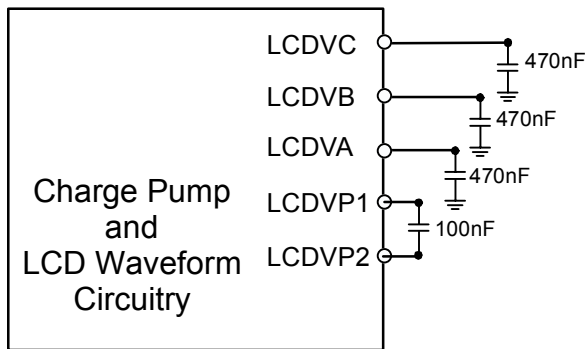 LCDVC
470nF
LCDVB
470nF
LCDVA
470nF
LCDVP1
100nF
LCDVP2
Charge Pump
and
LCD Waveform
Circuitry